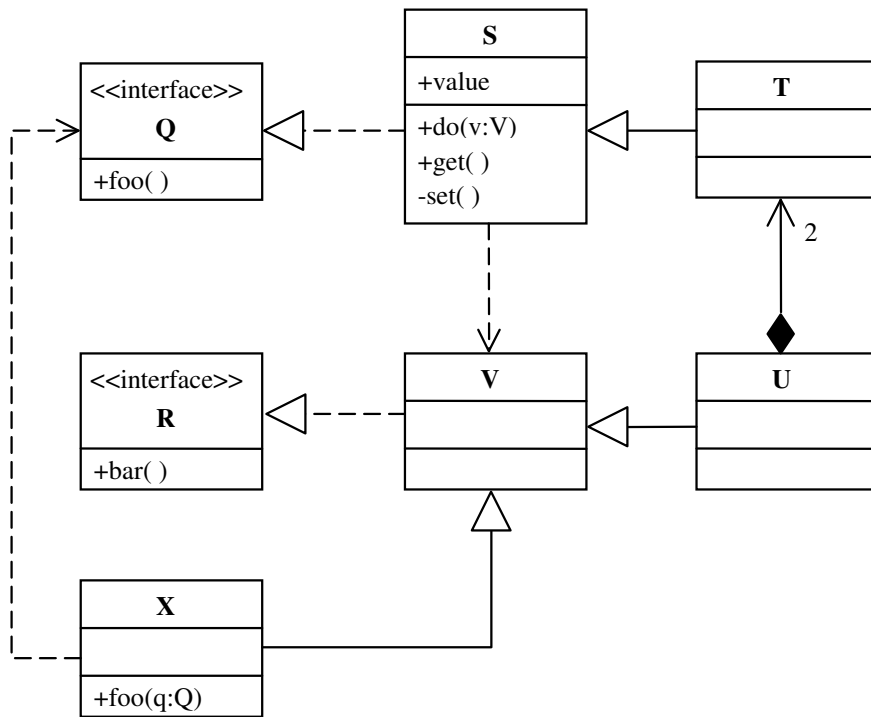 S
+value
+do(v:V)
+get( )
-set( )
<<interface>>
Q
+foo( )
T
2
<<interface>>
R
+bar( )
V
U
X
+foo(q:Q)